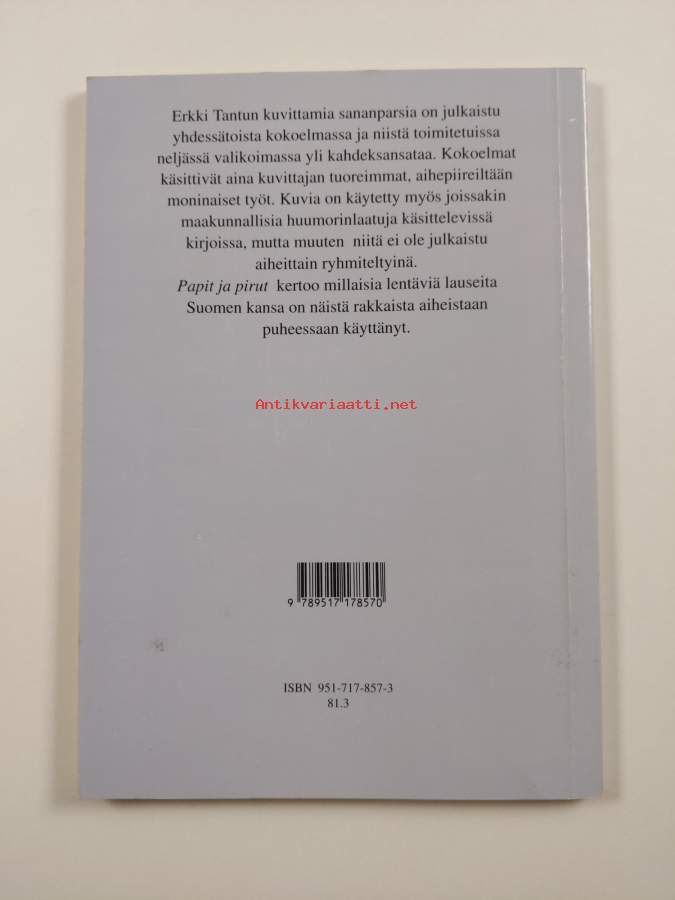 Erkki Tantun kuvittamia sananparsia on julkaistu
yhdessätoista kokoelmassa ja niistä toimitetuissa
neljässä valikoimassa yli kahdeksansataa. Kokoelmat
käsittivät aina kuvittajan tuoreimmat, aihepiireiltään
moninaiset työt. Kuvia on käytetty myös joissakin
maakunnallisia huumorinlaatuja käsittelevissä
kirjoissa, mutta muuten niitä ei ole julkaistu
aiheittain ryhmiteltyinä.
Papit ja pirut kertoo millaisia lentäviä lauseita
Suomen kansa on näistä rakkaista aiheistaan
puheessaan käyttänyt.
Antikvariaatti.net
9 789517 178570
ISBN 951-717-857-3
81.3